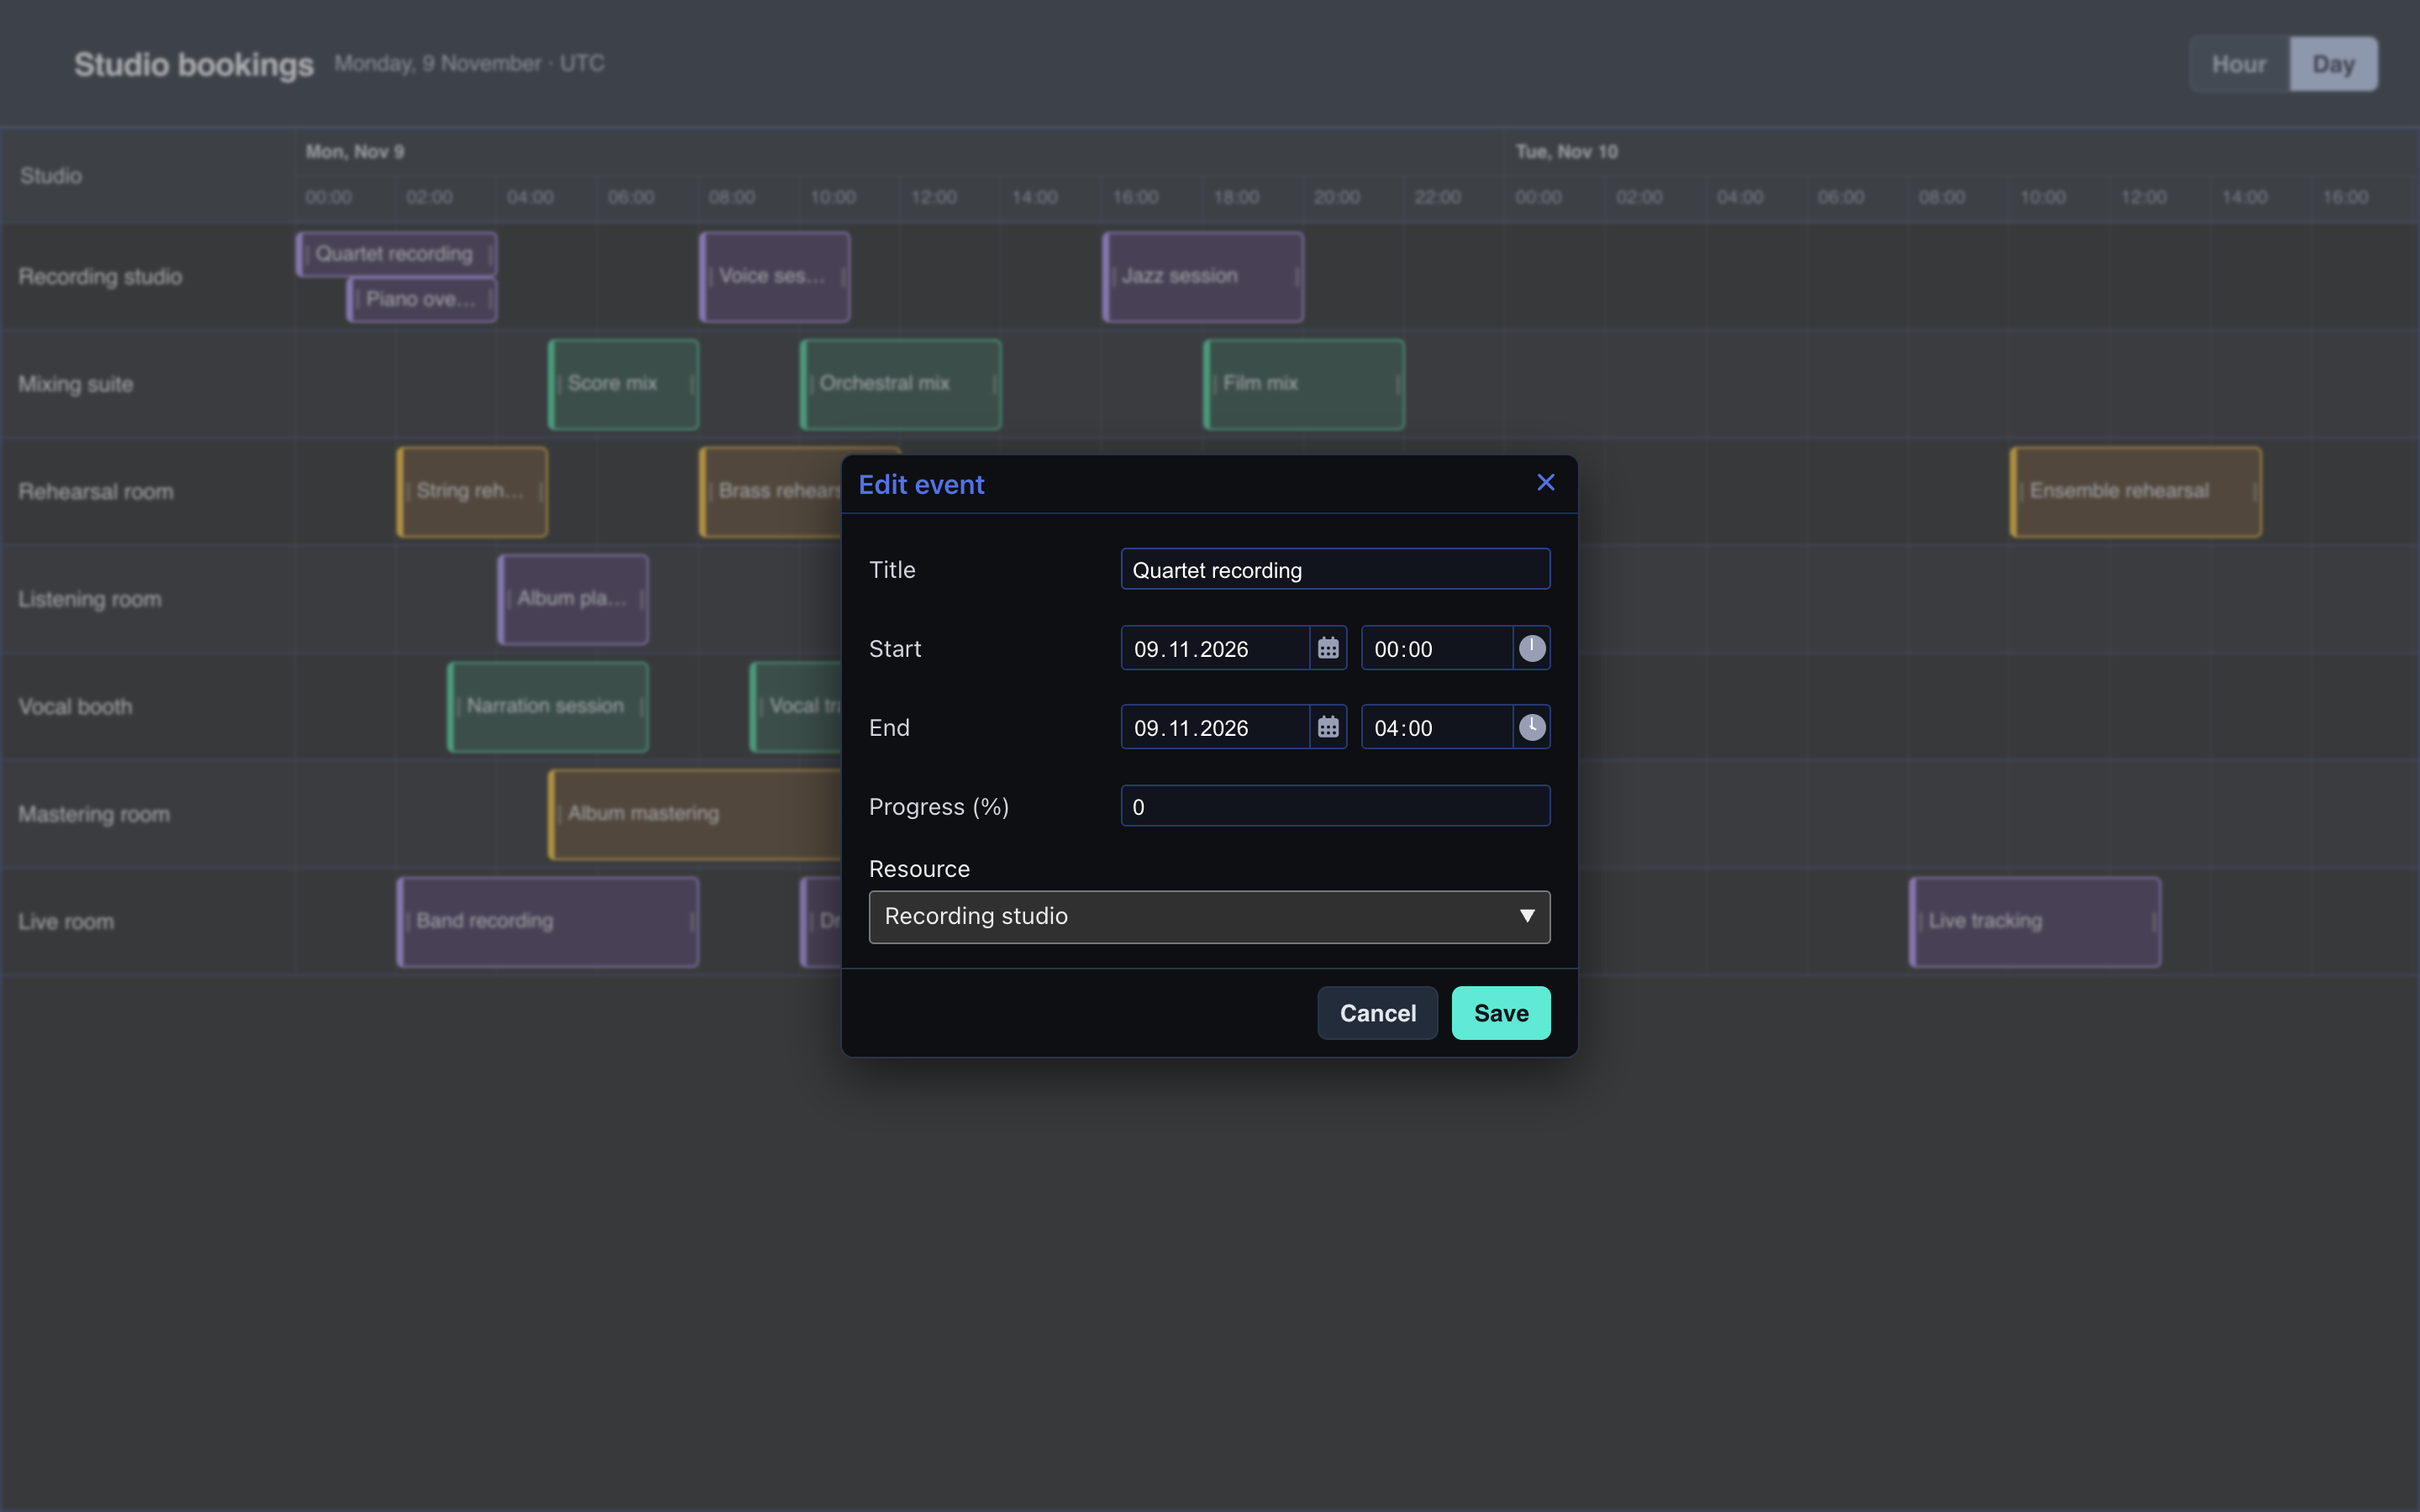 Studio bookings Monday, 9 November · UTC
Hour Day
Studio
Mon, Nov 9
Tue, Nov 10
00:00 02:00 04:00 06:00 08:00 10:00 12:00 14:00 16:00 18:00 20:00 22:00 00:00 02:00 04:00 06:00 08:00 10:00 12:00 14:00 16:00
Recording studio
Quartet recording
Piano ove...
Voice ses...
Jazz session
Mixing suite
Score mix
Orchestral mix
Film mix
Rehearsal room
String reh...
Brass rehears
Ensemble rehearsal
Listening room
Album pla...
Vocal booth
Narration session
Vocal tra
Mastering room
Album mastering
Live room
Band recording
Dr
Live tracking
Edit event
Title
Quartet recording
Start
09.11.2026 00:00
End
09.11.2026 04:00
Progress (%)
0
Resource
Recording studio
Cancel Save